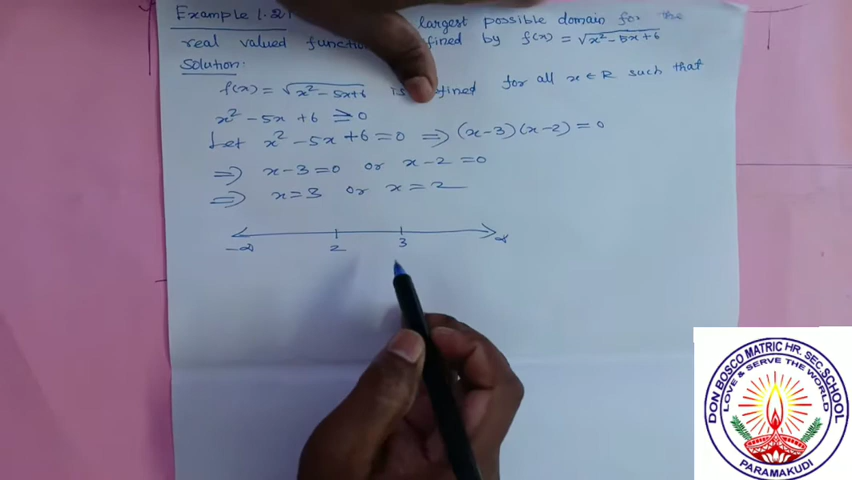 Example 1.21 largest possible domain for the
real valued function fined by f(x) = √x² - 5x + 6
Solution:
f(x) = √x² - 5x + 6 is fined for all x ∈ R such that
x² - 5x + 6 ≥ 0
Let x² - 5x + 6 = 0 ⇒ (x-3)(x-2) = 0
⇒ x - 3 = 0 or x - 2 = 0
⇒ x = 3 or x = 2
-∞ 2 3 ∞
DON BOSCO MATRIC HR. SEC. SCHOOL
LOVE & SERVE THE WORLD
PARAMAKUDI